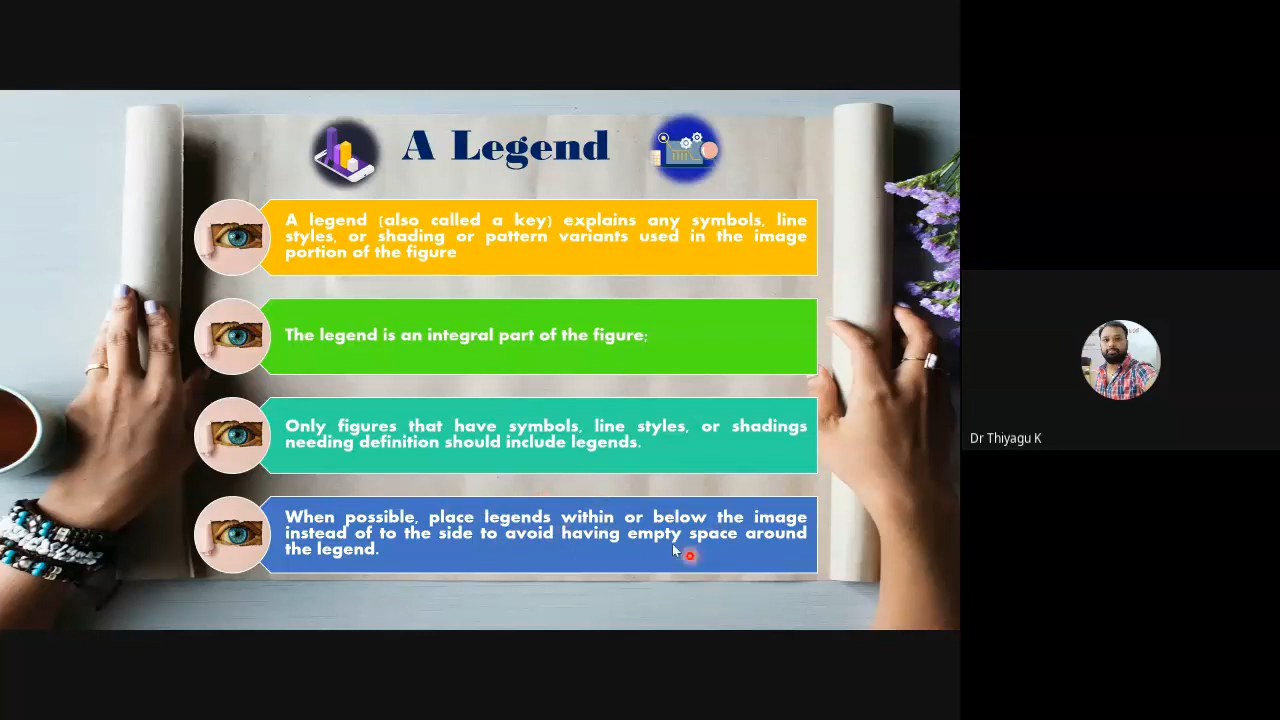 A Legend
A legend (also called a key) explains any symbols, line
styles, or shading or pattern variants used in the image
portion of the figure
The legend is an integral part of the figure;
Only figures that have symbols, line styles, or shadings
needing definition should include legends.
When possible, place legends within or below the image
instead of to the side to avoid having empty space around
the legend.
Dr Thiyagu K